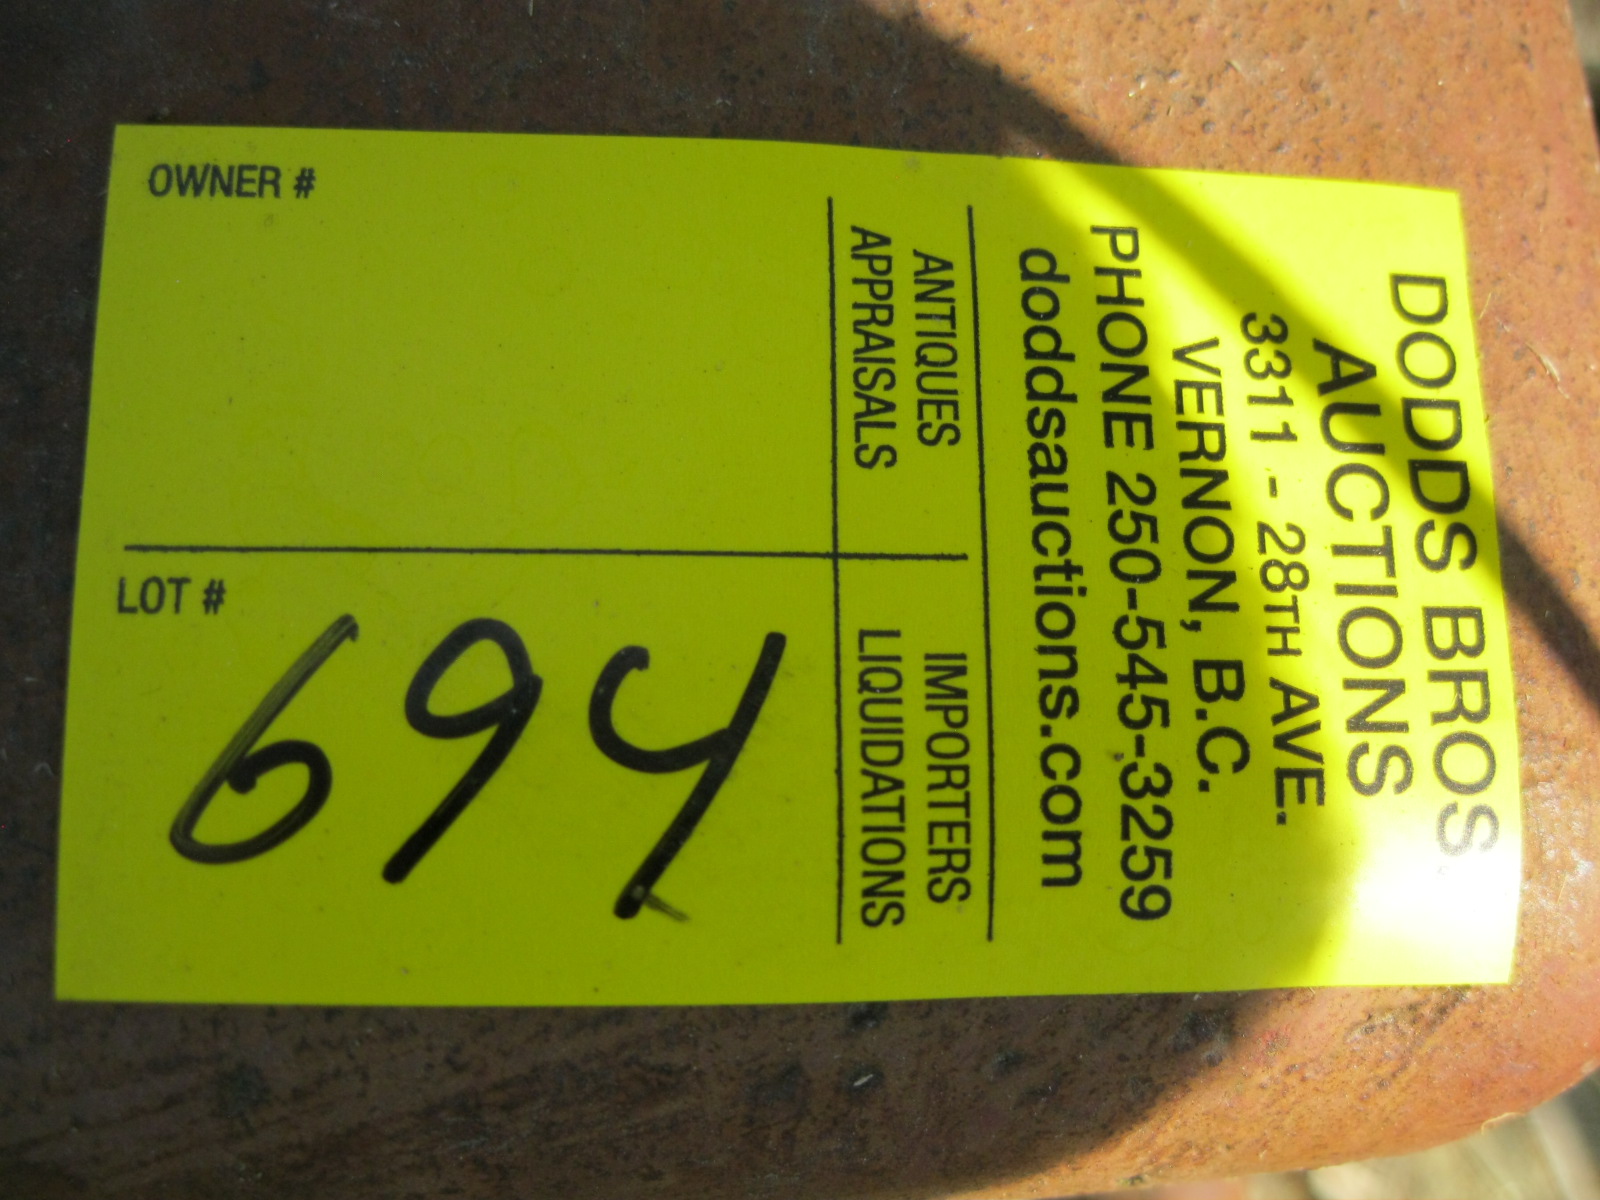 DODDS BROS
AUCTIONS
3311 - 28TH AVE.
VERNON, B.C.
PHONE 250-545-3259
doddsauctions.com
ANTIQUES
APPRAISALS
IMPORTERS
LIQUIDATIONS
OWNER #
LOT #
694